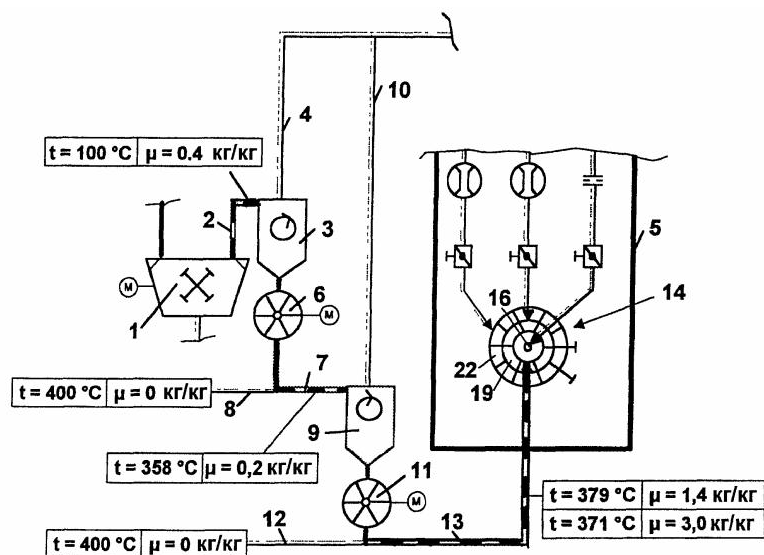 4
10
t = 100 °C μ = 0.4 кг/кг
2
3
5
M
1
6
M
16
14
7
22
19
t = 400°C μ = 0 кг/кг
8
9
t = 358 °C μ = 0,2 кг/кг
11
M
t = 379 °C μ = 1,4 кг/кг
12
13
t = 371 °C μ = 3,0 кг/кг
t = 400 °C μ = 0 кг/кг